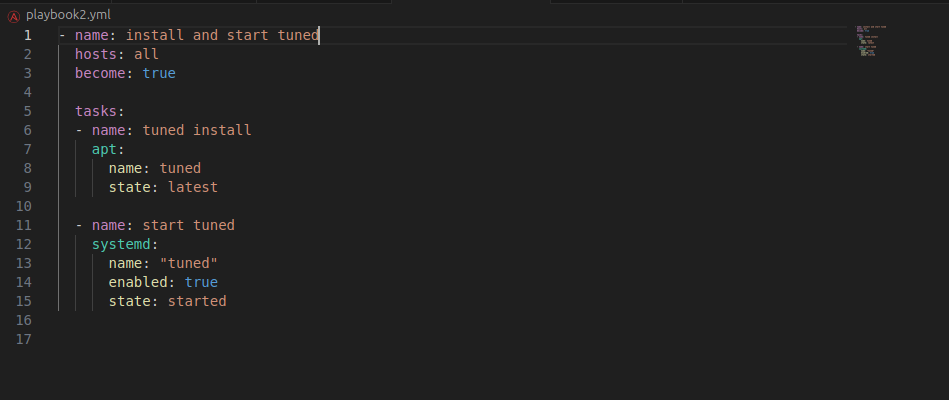 playbook2.yml
1 - name: install and start tuned
2   hosts: all
3   become: true
4
5   tasks:
6   - name: tuned install
7     apt:
8       name: tuned
9       state: latest
10
11   - name: start tuned
12     systemd:
13       name: "tuned"
14       enabled: true
15       state: started
16
17